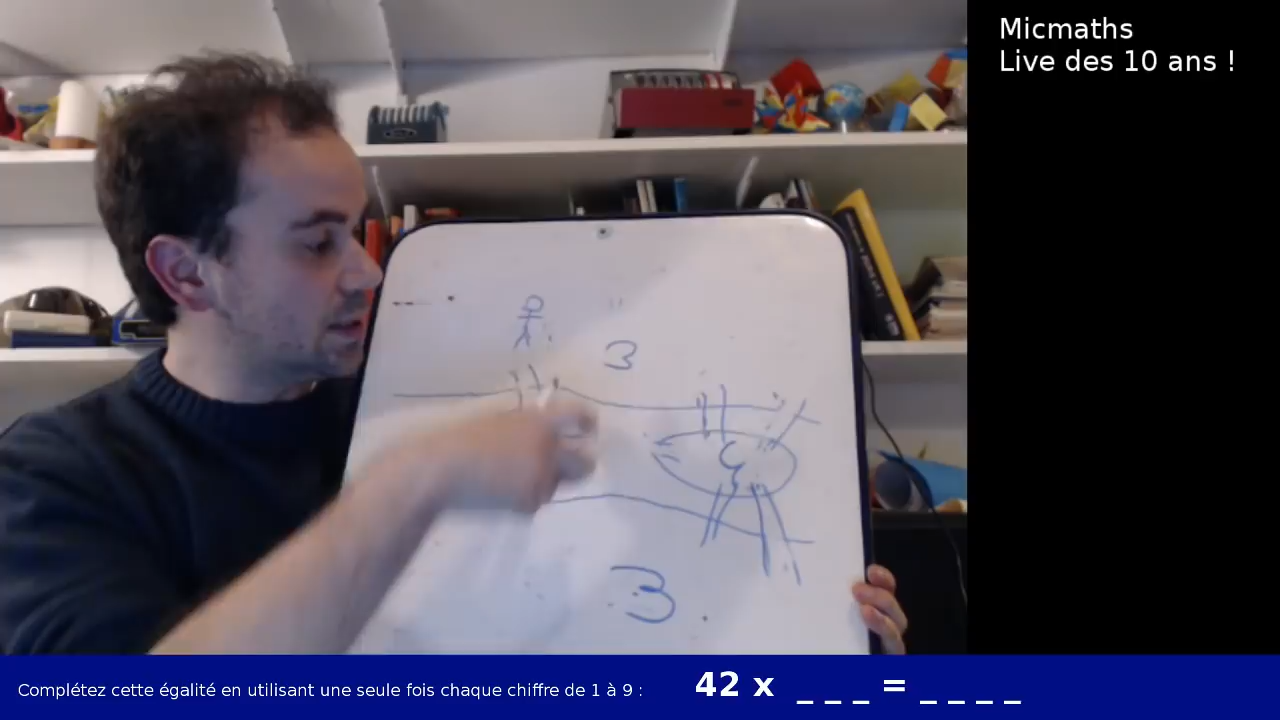 Micmaths
Live des 10 ans !
3
3
Complétez cette égalité en utilisant une seule fois chaque chiffre de 1 à 9 :
42 x _ _ _ = _ _ _ _